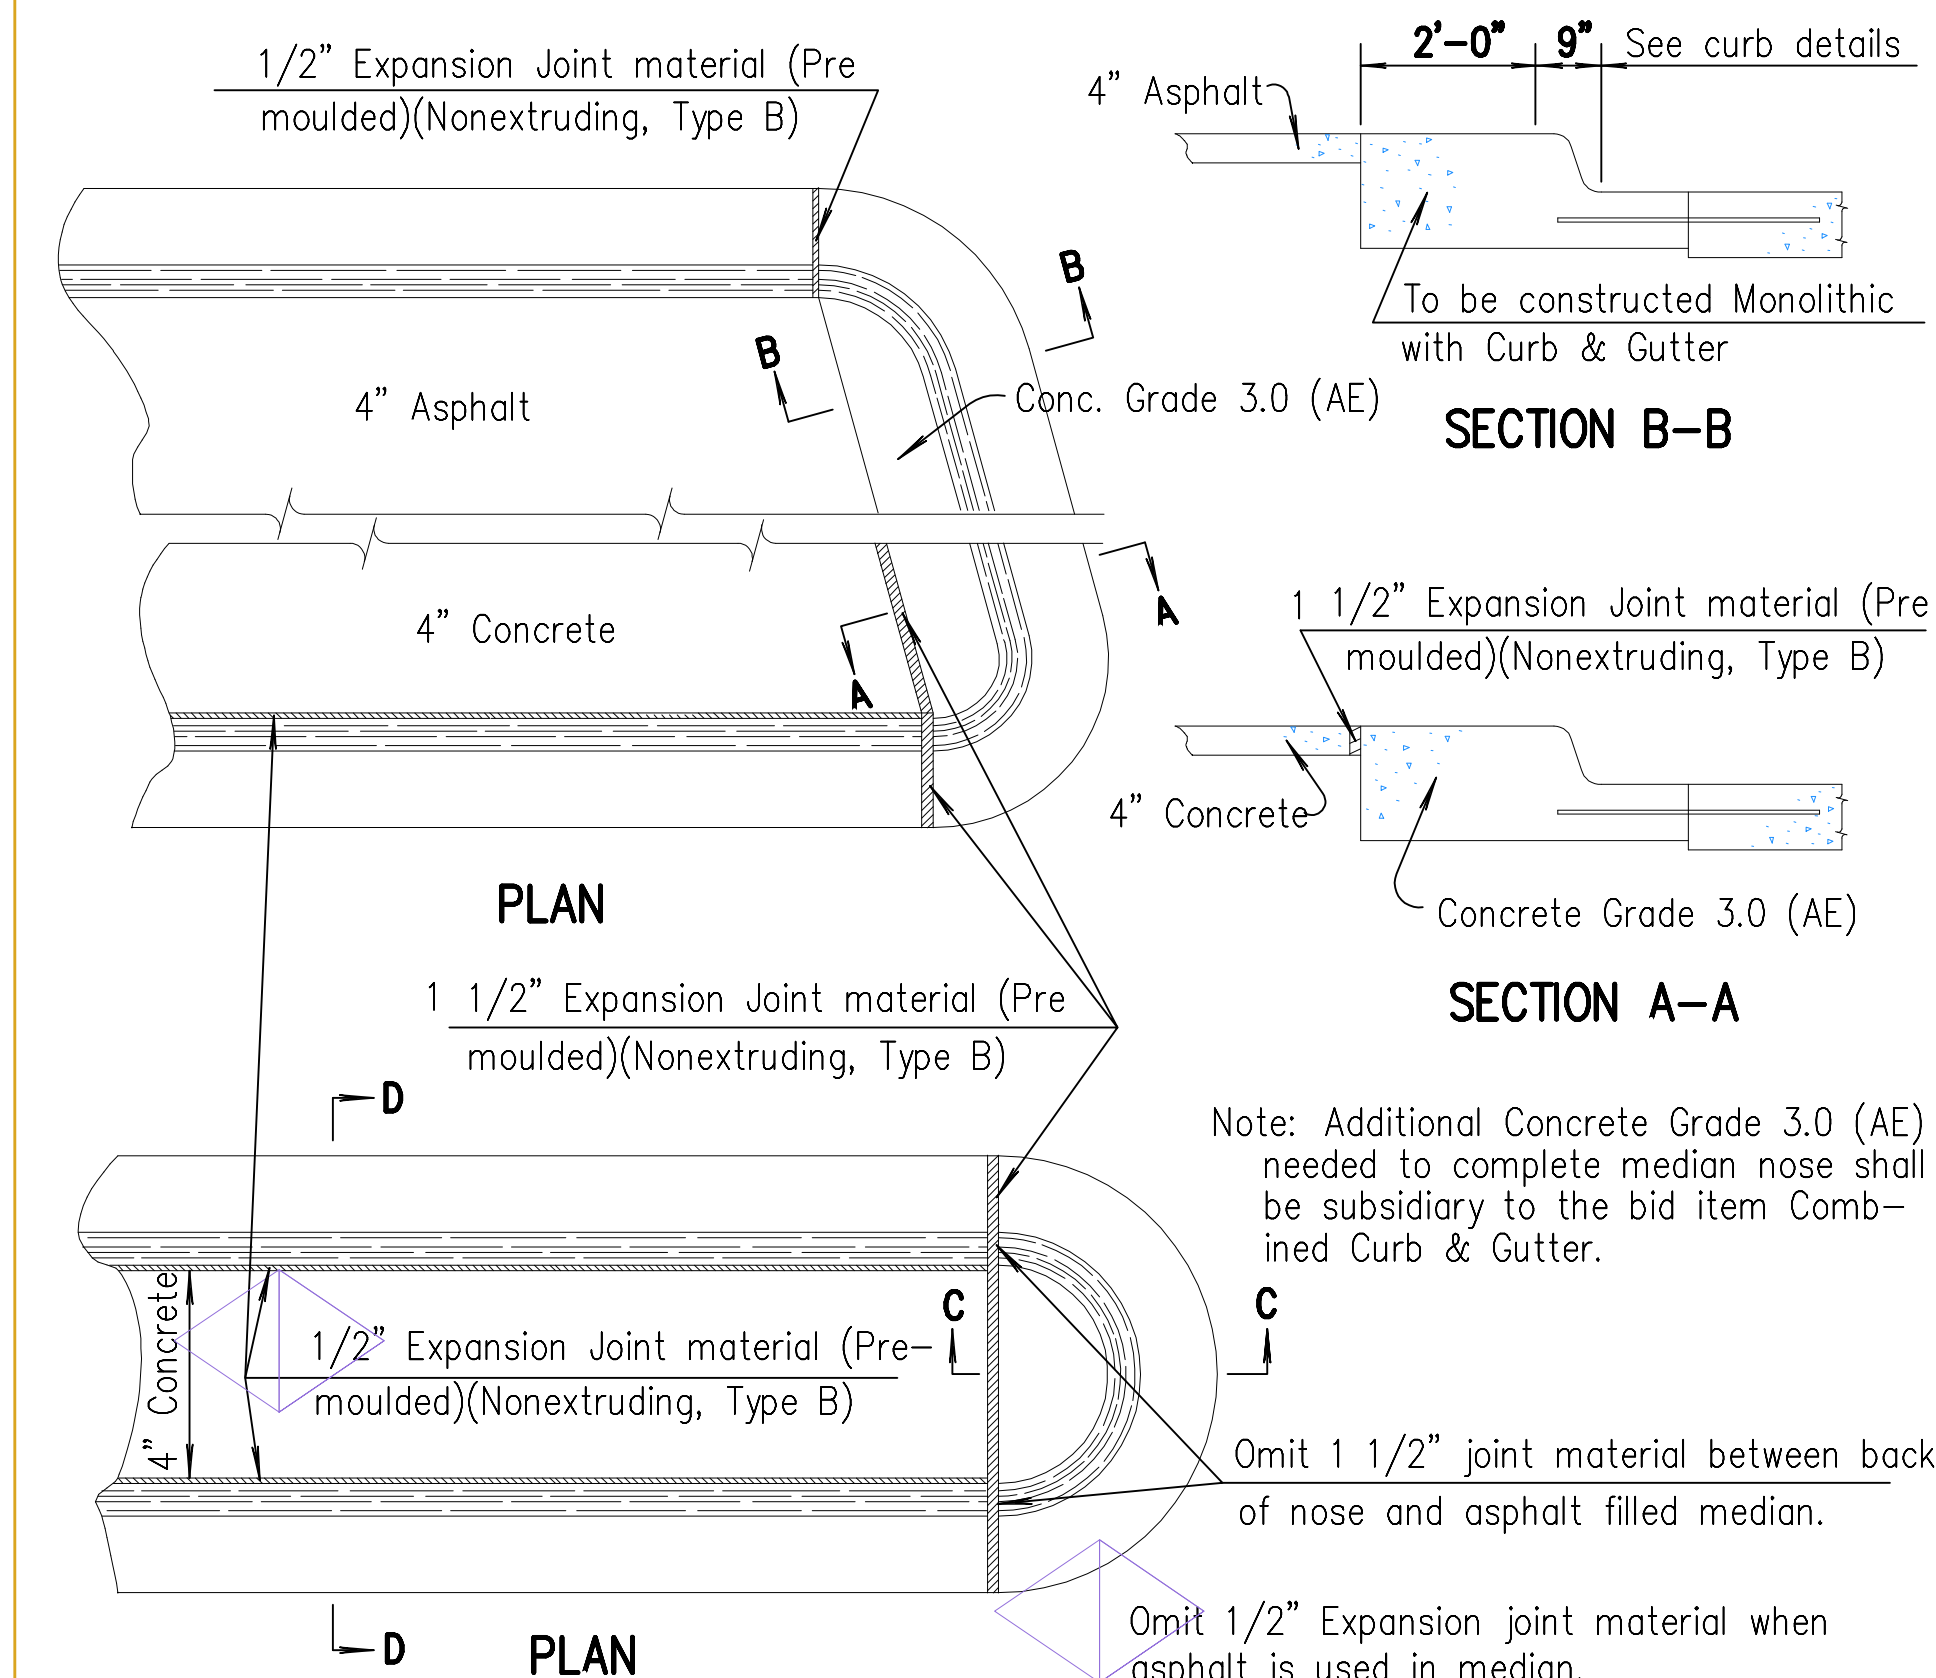 1/2” Expansion Joint material (Pre
moulded)(Nonextruding, Type B)
2’-0” 9” See curb details
4” Asphalt
To be constructed Monolithic
with Curb & Gutter
SECTION B-B
B
B
4” Asphalt
Conc. Grade 3.0 (AE)
4” Concrete
A
A
PLAN
1 1/2” Expansion Joint material (Pre
moulded)(Nonextruding, Type B)
4” Concrete
Concrete Grade 3.0 (AE)
SECTION A-A
1 1/2” Expansion Joint material (Pre
moulded)(Nonextruding, Type B)
D
Note: Additional Concrete Grade 3.0 (AE)
needed to complete median nose shall
be subsidiary to the bid item Comb-
ined Curb & Gutter.
4” Concrete
1/2” Expansion Joint material (Pre-
moulded)(Nonextruding, Type B)
C
C
Omit 1 1/2” joint material between back
of nose and asphalt filled median.
D
PLAN
Omit 1/2” Expansion joint material when
asphalt is used in median.